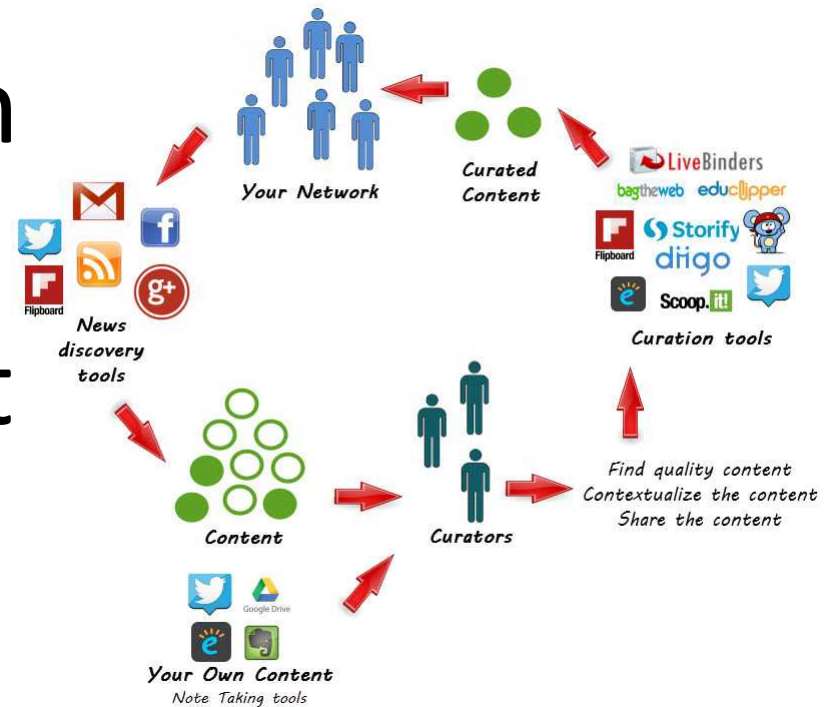 n
t
Your Network
Curated
Content
LiveBinders
bagtheweb educlipper
Flipboard
Storify
diigo
e
Scoop.it!
Curation tools
f
g+
Flipboard
News
discovery
tools
Content
Curators
Find quality content
Contextualize the content
Share the content
Google Drive
e
Your Own Content
Note Taking tools